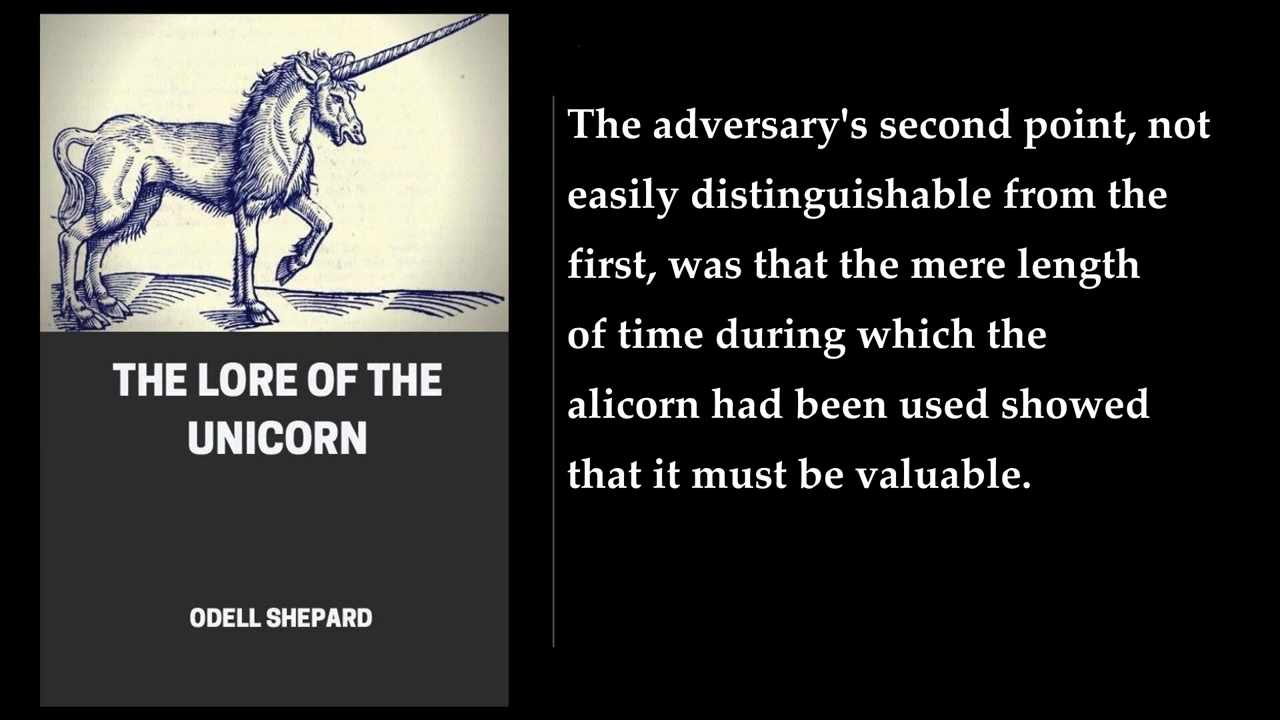 THE LORE OF THE
UNICORN
ODELL SHEPARD
The adversary's second point, not
easily distinguishable from the
first, was that the mere length
of time during which the
alicorn had been used showed
that it must be valuable.